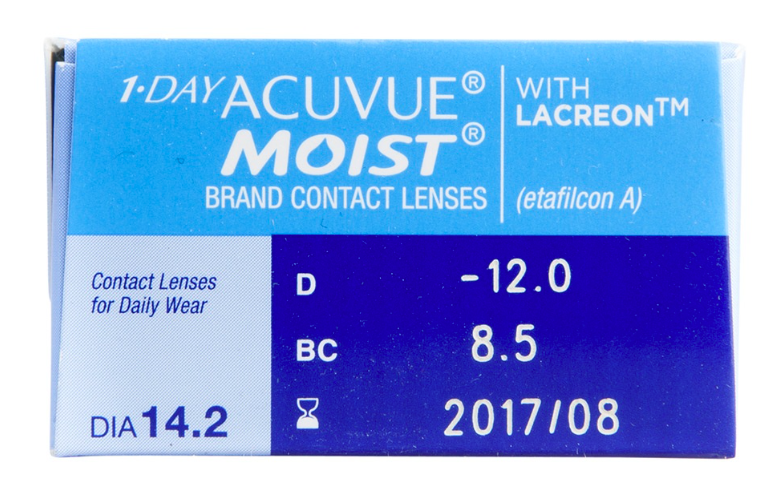 1·DAY ACUVUE® WITH
MOIST® LACREON™
BRAND CONTACT LENSES (etafilcon A)
Contact Lenses
for Daily Wear
DIA 14.2
D -12.0
BC 8.5
2017/08